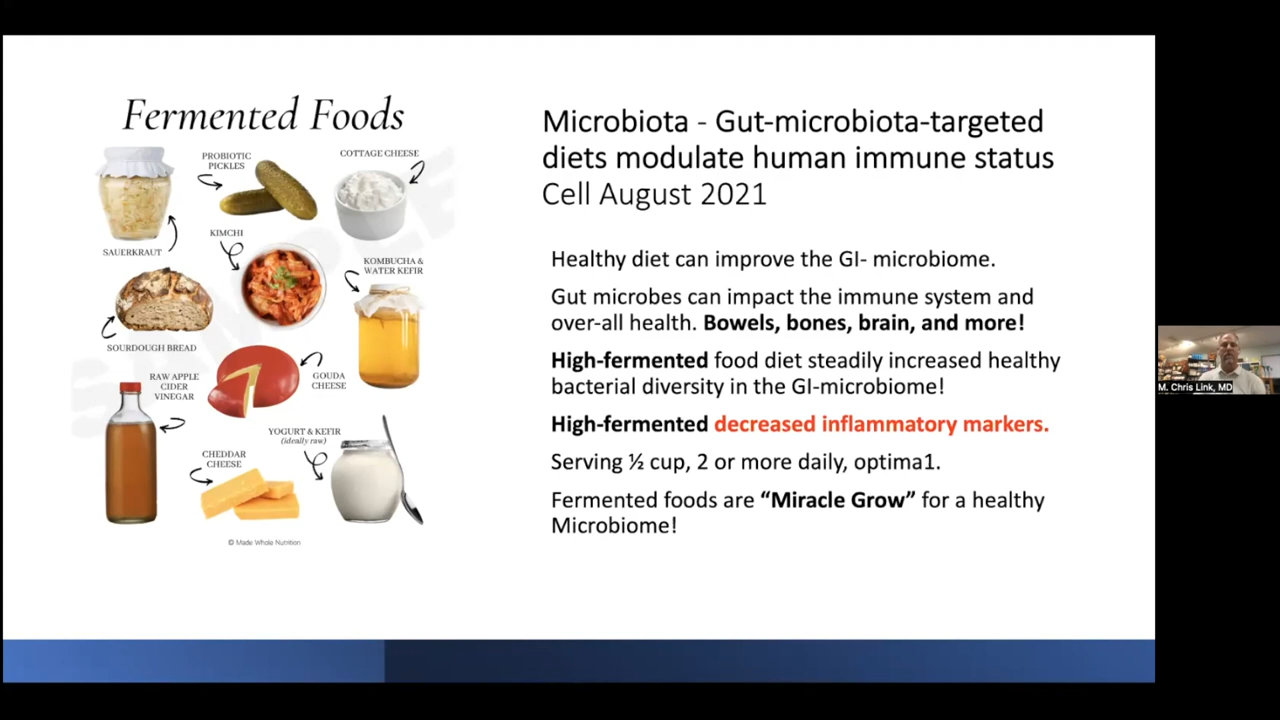 Fermented Foods
PROBIOTIC
PICKLES
COTTAGE CHEESE
KIMCHI
SAUERKRAUT
KOMBUCHA &
WATER KEFIR
SOURDOUGH BREAD
RAW APPLE
CIDER
VINEGAR
GOUDA
CHEESE
YOGURT & KEFIR
(ideally raw)
CHEDDAR
CHEESE
© Made Whole Nutrition
Microbiota - Gut-microbiota-targeted
diets modulate human immune status
Cell August 2021
Healthy diet can improve the GI- microbiome.
Gut microbes can impact the immune system and
over-all health. Bowels, bones, brain, and more!
High-fermented food diet steadily increased healthy
bacterial diversity in the GI-microbiome!
High-fermented decreased inflammatory markers.
Serving ½ cup, 2 or more daily, optima1.
Fermented foods are “Miracle Grow” for a healthy
Microbiome!
M. Chris Link, MD